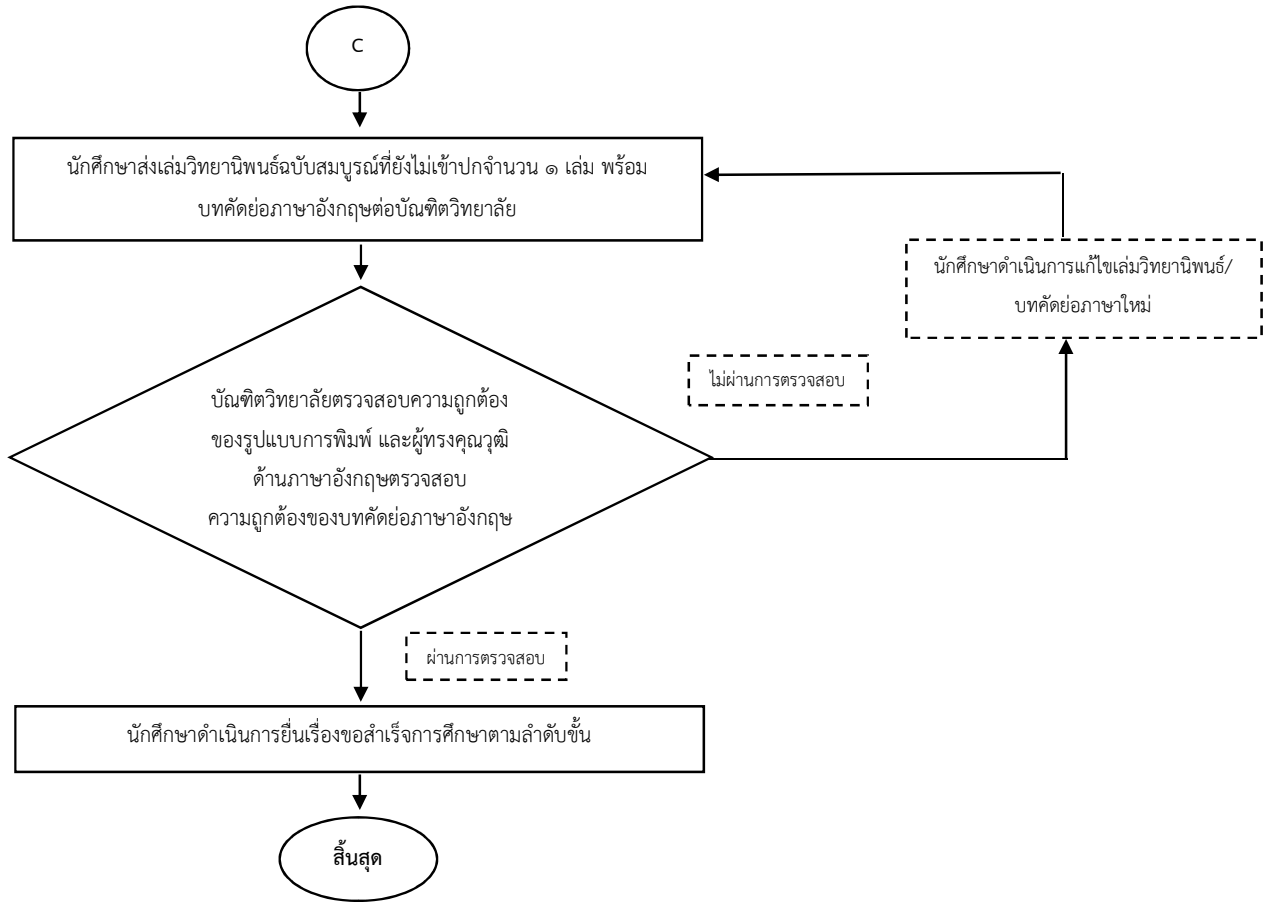 C
นักศึกษาส่งเล่มวิทยานิพนธ์ฉบับสมบูรณ์ที่ยังไม่เข้าปกจำนวน ๑ เล่ม พร้อม
บทคัดย่อภาษาอังกฤษต่อบัณฑิตวิทยาลัย
นักศึกษาดำเนินการแก้ไขเล่มวิทยานิพนธ์/
บทคัดย่อภาษาใหม่
ไม่ผ่านการตรวจสอบ
บัณฑิตวิทยาลัยตรวจสอบความถูกต้อง
ของรูปแบบการพิมพ์ และผู้ทรงคุณวุฒิ
ด้านภาษาอังกฤษตรวจสอบ
ความถูกต้องของบทคัดย่อภาษาอังกฤษ
ผ่านการตรวจสอบ
นักศึกษาดำเนินการยื่นเรื่องขอสำเร็จการศึกษาตามลำดับขั้น
สิ้นสุด